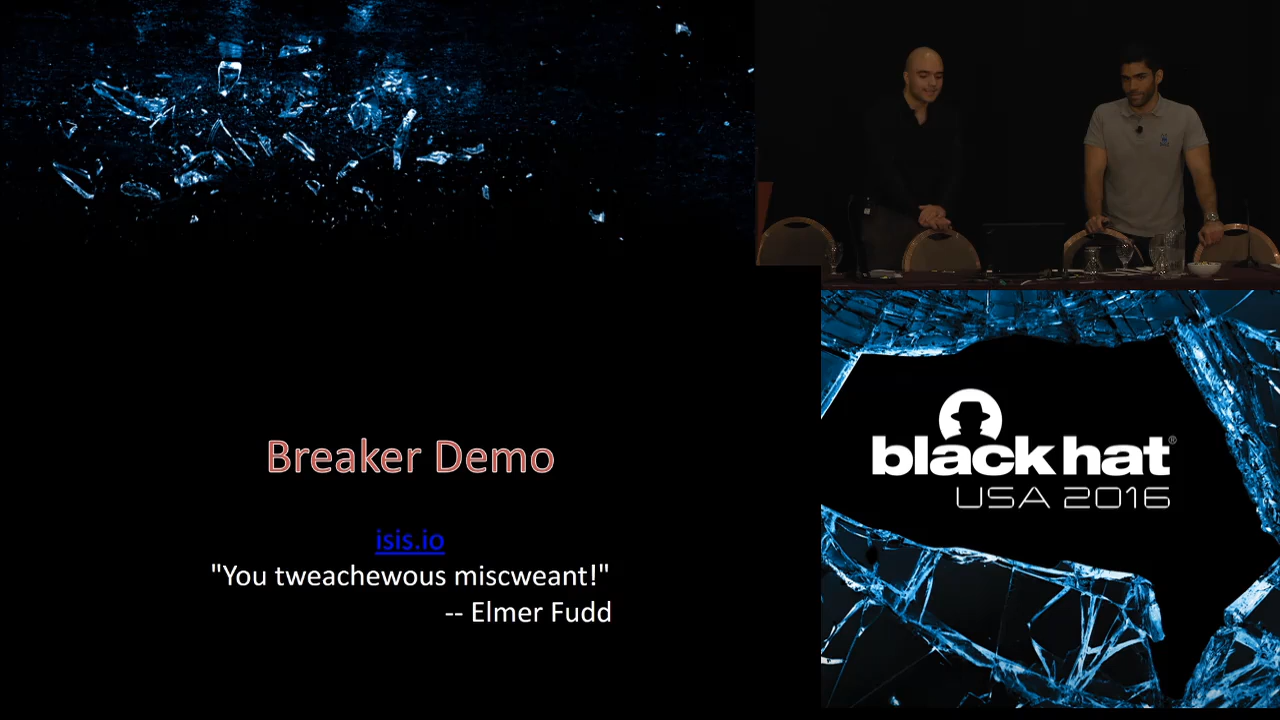 Breaker Demo
isis.io
"You tweachewous miscweant!"
-- Elmer Fudd
black hat®
USA 2016